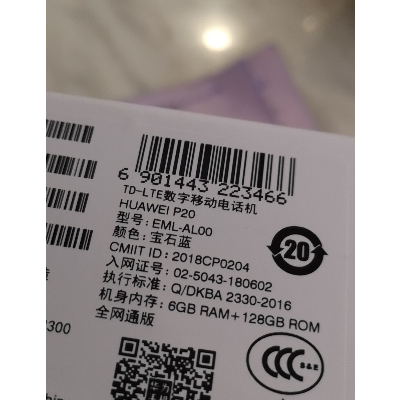 6 901443 223466
TD-LTE数字移动电话机
HUAWEI P20
型号: EML-AL00
颜色: 宝石蓝
CMIIT ID: 2018CP0204
入网证号: 02-5043-180602
执行标准: Q/DKBA 2330-2016
机身内存: 6GB RAM+128GB ROM
全网通版
20
CCC
S&E
3300